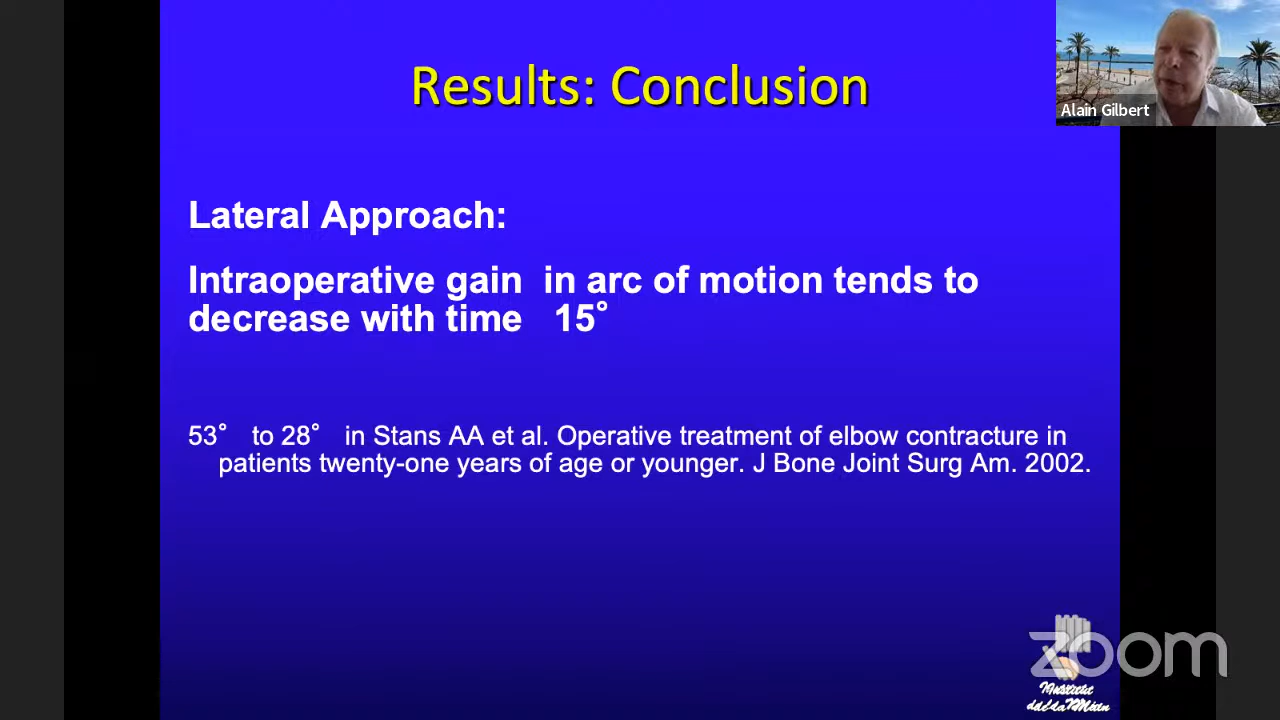 Results: Conclusion
Alain Gilbert
Lateral Approach:
Intraoperative gain in arc of motion tends to
decrease with time 15°
53° to 28° in Stans AA et al. Operative treatment of elbow contracture in
patients twenty-one years of age or younger. J Bone Joint Surg Am. 2002.
zoom